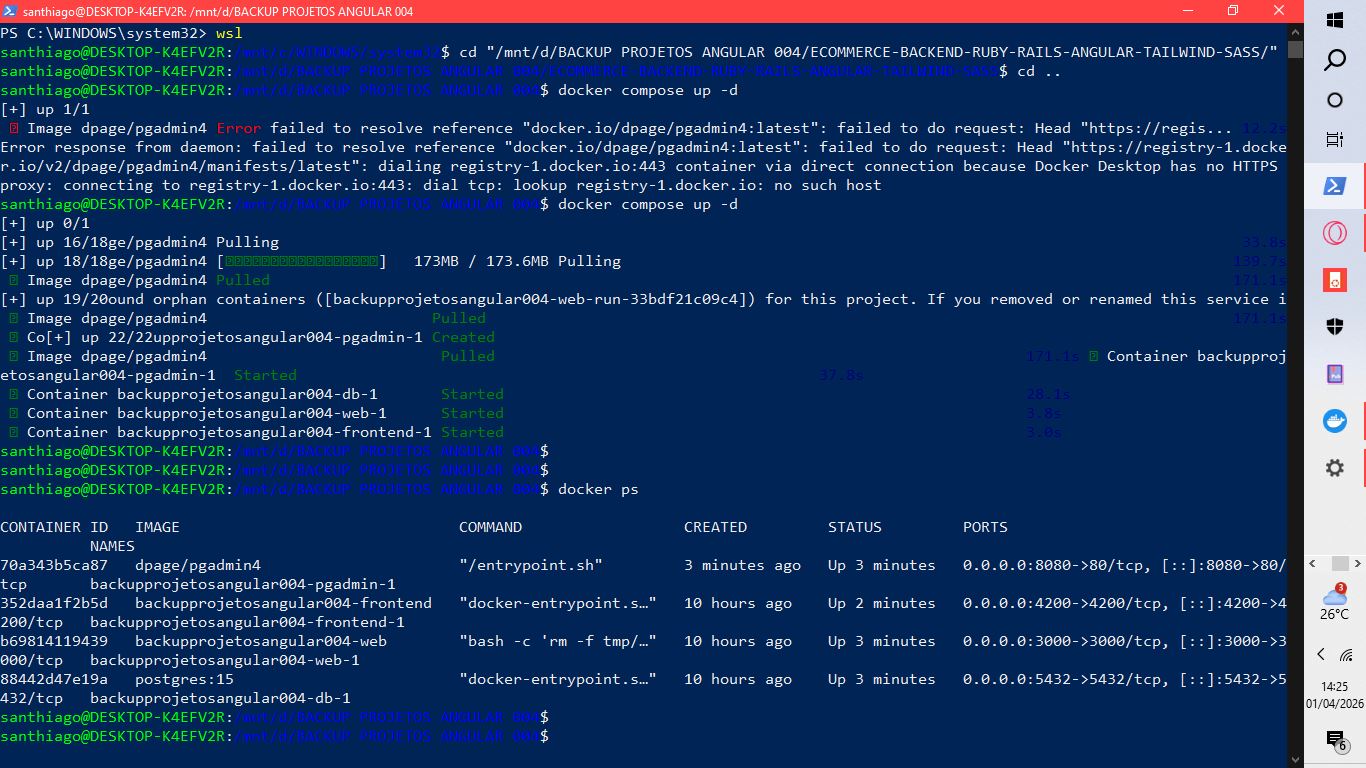 santhiago@DESKTOP-K4EFV2R: /mnt/d/BACKUP PROJETOS ANGULAR 004
PS C:\WINDOWS\system32> wsl
santhiago@DESKTOP-K4EFV2R:/mnt/c/WINDOWS/system32$ cd "/mnt/d/BACKUP PROJETOS ANGULAR 004/ECOMMERCE-BACKEND-RUBY-RAILS-ANGULAR-TAILWIND-SASS/"
santhiago@DESKTOP-K4EFV2R:/mnt/d/BACKUP PROJETOS ANGULAR 004/ECOMMERCE-BACKEND-RUBY-RAILS-ANGULAR-TAILWIND-SASS$ cd ..
santhiago@DESKTOP-K4EFV2R:/mnt/d/BACKUP PROJETOS ANGULAR 004$ docker compose up -d
[+] up 1/1
Image dpage/pgadmin4 Error failed to resolve reference "docker.io/dpage/pgadmin4:latest": failed to do request: Head "https://regis... 12.2s
Error response from daemon: failed to resolve reference "docker.io/dpage/pgadmin4:latest": failed to do request: Head "https://registry-1.docke
r.io/v2/dpage/pgadmin4/manifests/latest": dialing registry-1.docker.io:443 container via direct connection because Docker Desktop has no HTTPS
proxy: connecting to registry-1.docker.io:443: dial tcp: lookup registry-1.docker.io: no such host
santhiago@DESKTOP-K4EFV2R:/mnt/d/BACKUP PROJETOS ANGULAR 004$ docker compose up -d
[+] up 0/1
[+] up 16/18ge/pgadmin4 Pulling 33.8s
[+] up 18/18ge/pgadmin4 [] 173MB / 173.6MB Pulling 139.7s
Image dpage/pgadmin4 Pulled 171.1s
[+] up 19/20ound orphan containers ([backupprojetosangular004-web-run-33bdf21c09c4]) for this project. If you removed or renamed this service i
Image dpage/pgadmin4 Pulled 171.1s
Co[+] up 22/22upprojetosangular004-pgadmin-1 Created
Image dpage/pgadmin4 Pulled 171.1s Container backupproj
etosangular004-pgadmin-1 Started 37.8s
Container backupprojetosangular004-db-1 Started 28.1s
Container backupprojetosangular004-web-1 Started 3.8s
Container backupprojetosangular004-frontend-1 Started 3.0s
santhiago@DESKTOP-K4EFV2R:/mnt/d/BACKUP PROJETOS ANGULAR 004$
santhiago@DESKTOP-K4EFV2R:/mnt/d/BACKUP PROJETOS ANGULAR 004$
santhiago@DESKTOP-K4EFV2R:/mnt/d/BACKUP PROJETOS ANGULAR 004$ docker ps
CONTAINER ID IMAGE COMMAND CREATED STATUS PORTS
NAMES
70a343b5ca87 dpage/pgadmin4 "/entrypoint.sh" 3 minutes ago Up 3 minutes 0.0.0.0:8080->80/tcp, [::]:8080->80/
tcp backupprojetosangular004-pgadmin-1
352daa1f2b5d backupprojetosangular004-frontend "docker-entrypoint.s…" 10 hours ago Up 2 minutes 0.0.0.0:4200->4200/tcp, [::]:4200->4
200/tcp backupprojetosangular004-frontend-1
b69814119439 backupprojetosangular004-web "bash -c 'rm -f tmp/…" 10 hours ago Up 3 minutes 0.0.0.0:3000->3000/tcp, [::]:3000->3
000/tcp backupprojetosangular004-web-1
88442d47e19a postgres:15 "docker-entrypoint.s…" 10 hours ago Up 3 minutes 0.0.0.0:5432->5432/tcp, [::]:5432->5
432/tcp backupprojetosangular004-db-1
santhiago@DESKTOP-K4EFV2R:/mnt/d/BACKUP PROJETOS ANGULAR 004$
santhiago@DESKTOP-K4EFV2R:/mnt/d/BACKUP PROJETOS ANGULAR 004$
3
26°C
14:25
01/04/2026
6